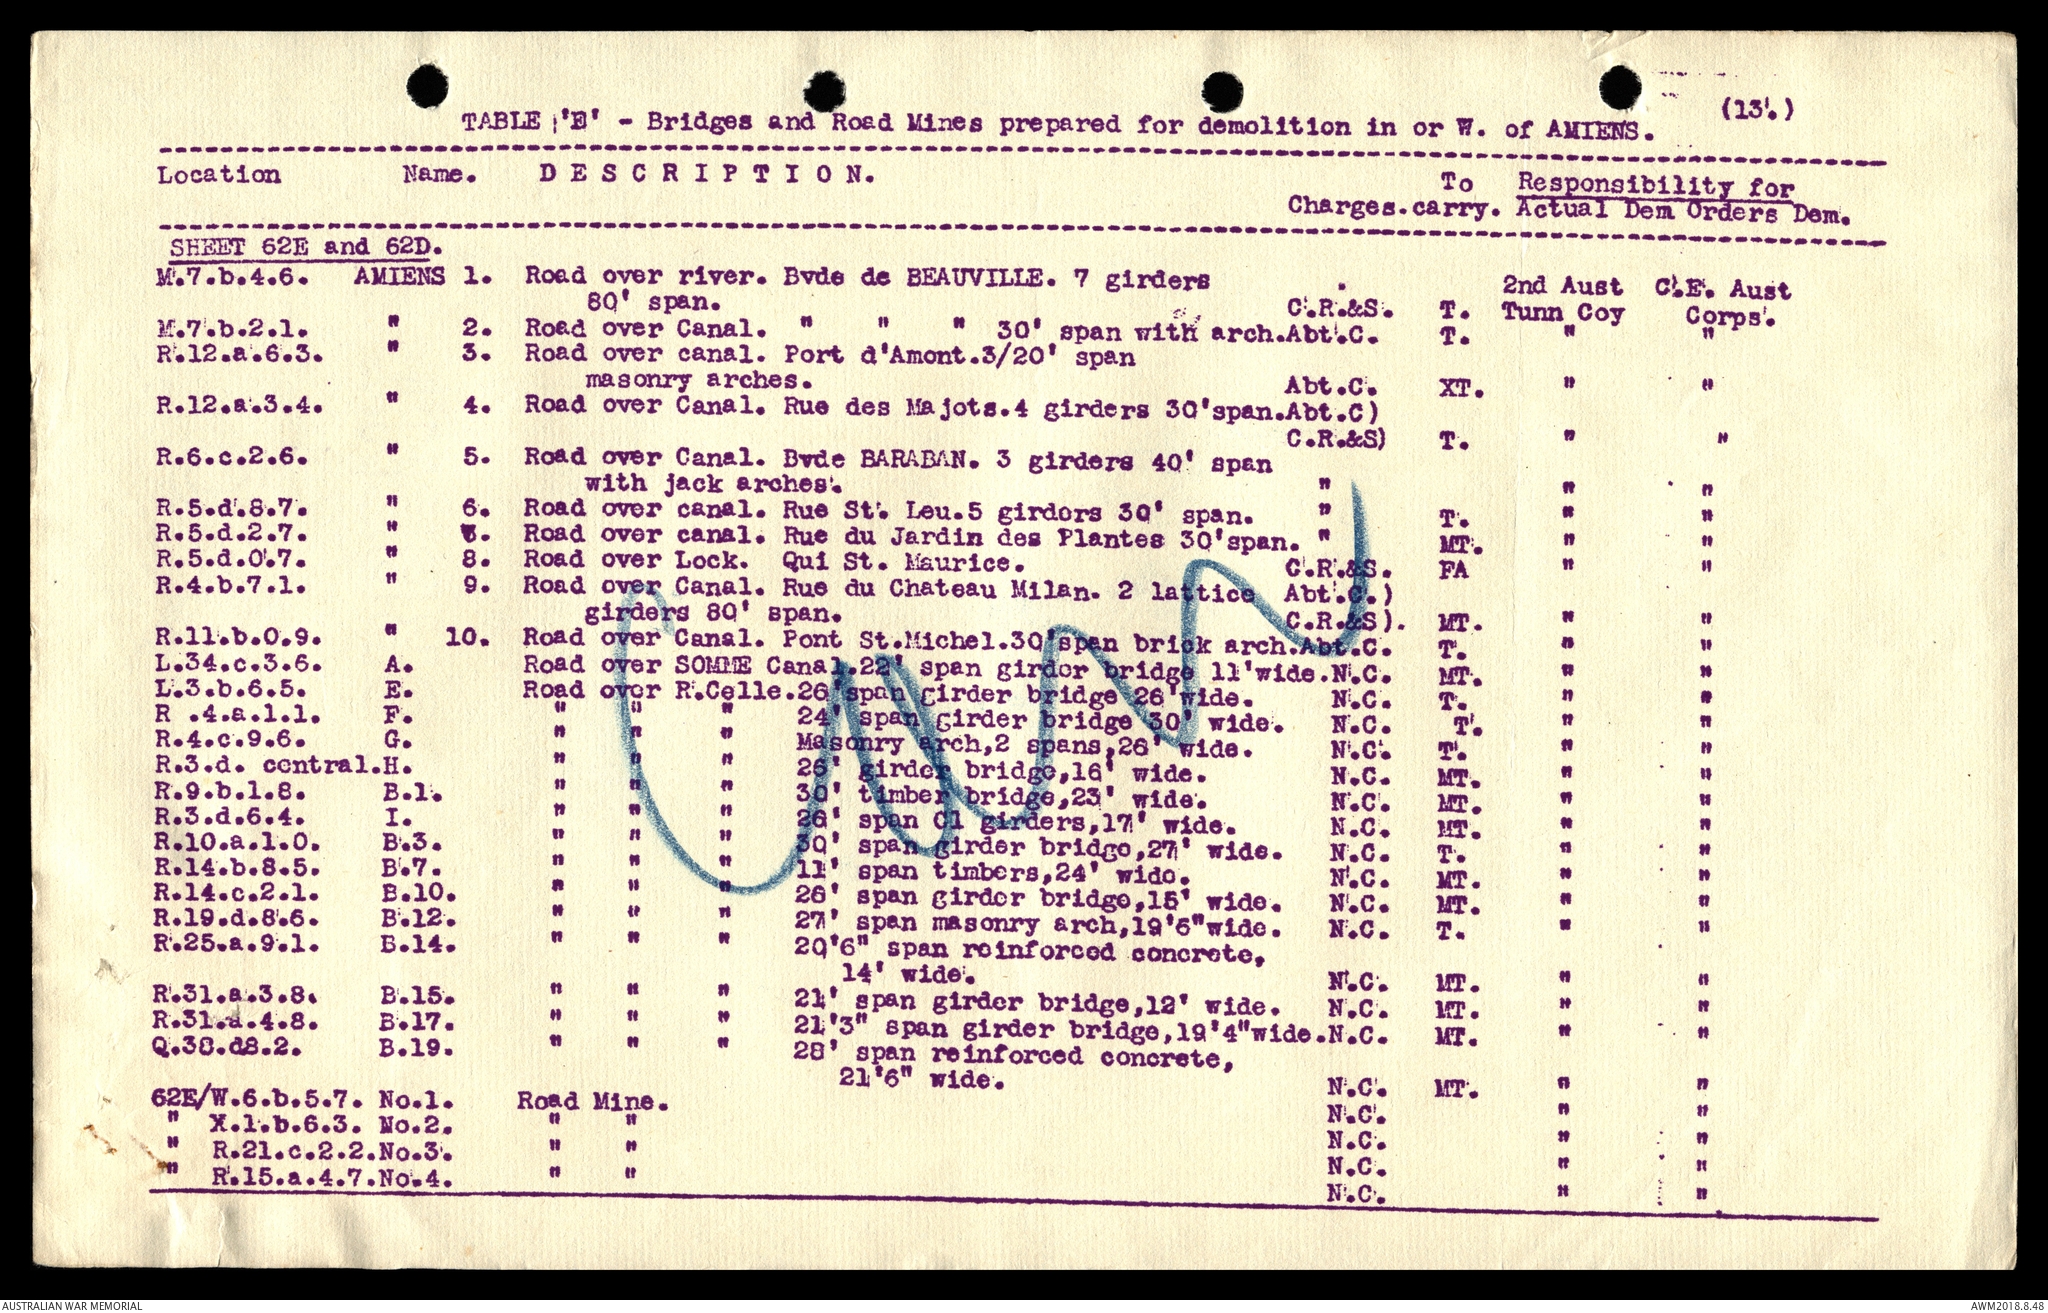 (13.)
TABLE 'E' - Bridges and Road Mines prepared for demolition in or W. of AMIENS.
Location Name. D E S C R I P T I O N. To Responsibility for
Charges. carry. Actual Dem Orders Dem.
SHEET 62E and 62D.
M.7.b.4.6. AMIENS 1. Road over river. Bvde de BEAUVILLE. 7 girders 2nd Aust C.E. Aust
80' span. C.R.&S. T. Tunn Coy Corps.
M.7.b.2.1. " 2. Road over Canal. " " " 30' span with arch. Abt.C. T. " "
R.12.a.6.3. " 3. Road over canal. Port d'Amont. 3/20' span
masonry arches. Abt.C. XT. " "
R.12.a.3.4. " 4. Road over Canal. Rue des Majots. 4 girders 30'span. Abt.C)
C.R.&S) T. " "
R.6.c.2.6. " 5. Road over Canal. Bvde BARABAN. 3 girders 40' span
with jack arches. " " "
R.5.d.8.7. " 6. Road over canal. Rue St. Leu. 5 girders 30' span. " T. " "
R.5.d.2.7. " 7. Road over canal. Rue du Jardin des Plantes 30'span. " MT. " "
R.5.d.0.7. " 8. Road over Lock. Qui St. Maurice. C.R.&S. FA " "
R.4.b.7.1. " 9. Road over Canal. Rue du Chateau Milan. 2 lattice Abt.C.)
girders 80' span. C.R.&S). MT. " "
R.11.b.0.9. " 10. Road over Canal. Pont St.Michel. 30'span brick arch. Abt.C. T. " "
L.34.c.3.6. A. Road over SOMME Canal. 22' span girder bridge 11'wide. N.C. MT. " "
L.3.b.6.5. E. Road over R.Celle. 26'span girder bridge 26'wide. N.C. T. " "
R .4.a.1.1. F. " " " 24' span girder bridge 30' wide. N.C. T. " "
R.4.c.9.6. G. " " " Masonry arch, 2 spans, 26' wide. N.C. T. " "
R.3.d. central. H. " " " 26' girder bridge, 16' wide. N.C. MT. " "
R.9.b.1.8. B.1. " " " 30' timber bridge, 23' wide. N.C. MT. " "
R.3.d.6.4. I. " " " 26' span C1 girders, 17' wide. N.C. MT. " "
R.10.a.1.0. B.3. " " " 30' span girder bridge, 27' wide. N.C. T. " "
R.14.b.8.5. B.7. " " " 11' span timbers, 24' wide. N.C. MT. " "
R.14.c.2.1. B.10. " " " 26' span girder bridge, 15' wide. N.C. MT. " "
R.19.d.8.6. B.12. " " " 27' span masonry arch, 19'6"wide. N.C. T. " "
R.25.a.9.1. B.14. " " " 20'6" span reinforced concrete,
14' wide. N.C. MT. " "
R.31.a.3.8. B.15. " " " 21' span girder bridge, 12' wide. N.C. MT. " "
R.31.a.4.8. B.17. " " " 21'3" span girder bridge, 19'4"wide. N.C. MT. " "
Q.38.d8.2. B.19. " " " 28' span reinforced concrete,
21'6" wide. N.C. MT. " "
62E/W.6.b.5.7. No.1. Road Mine. N.C. " "
" X.1.b.6.3. No.2. " " N.C. " "
" R.21.c.2.2. No.3. " " N.C. " "
" R.15.a.4.7. No.4. " " N.C. " "
AUSTRALIAN WAR MEMORIAL
AWM2018.8.48